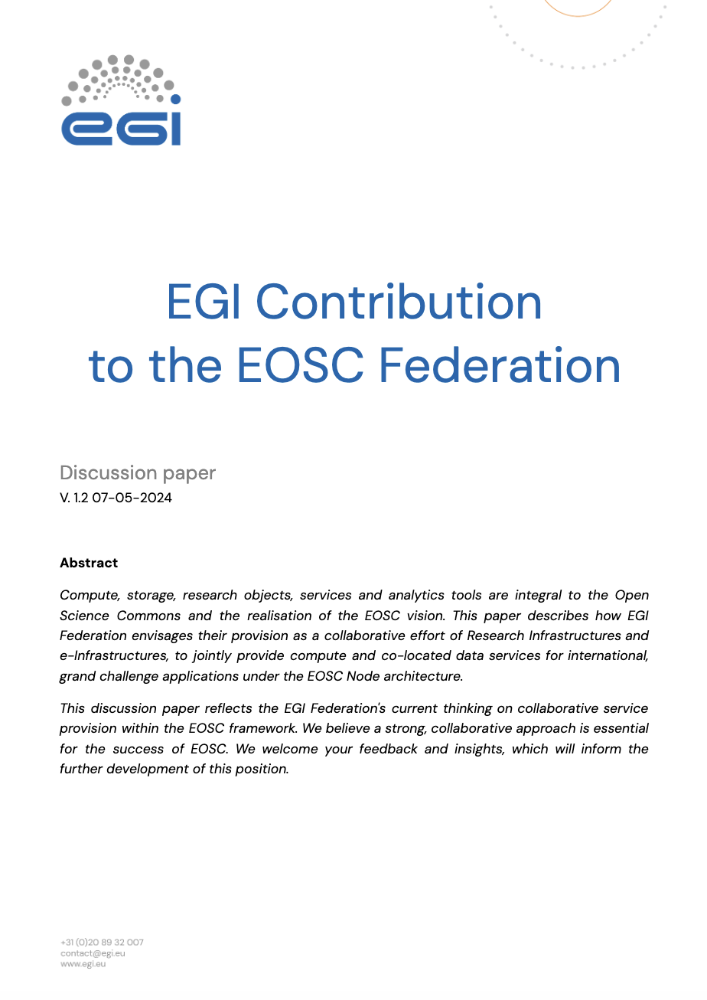 egi
EGI Contribution
to the EOSC Federation
Discussion paper
V. 1.2 07-05-2024
Abstract
Compute, storage, research objects, services and analytics tools are integral to the Open
Science Commons and the realisation of the EOSC vision. This paper describes how EGI
Federation envisages their provision as a collaborative effort of Research Infrastructures and
e-Infrastructures, to jointly provide compute and co-located data services for international,
grand challenge applications under the EOSC Node architecture.
This discussion paper reflects the EGI Federation's current thinking on collaborative service
provision within the EOSC framework. We believe a strong, collaborative approach is essential
for the success of EOSC. We welcome your feedback and insights, which will inform the
further development of this position.
+31 (0)20 89 32 007
contact@egi.eu
www.egi.eu